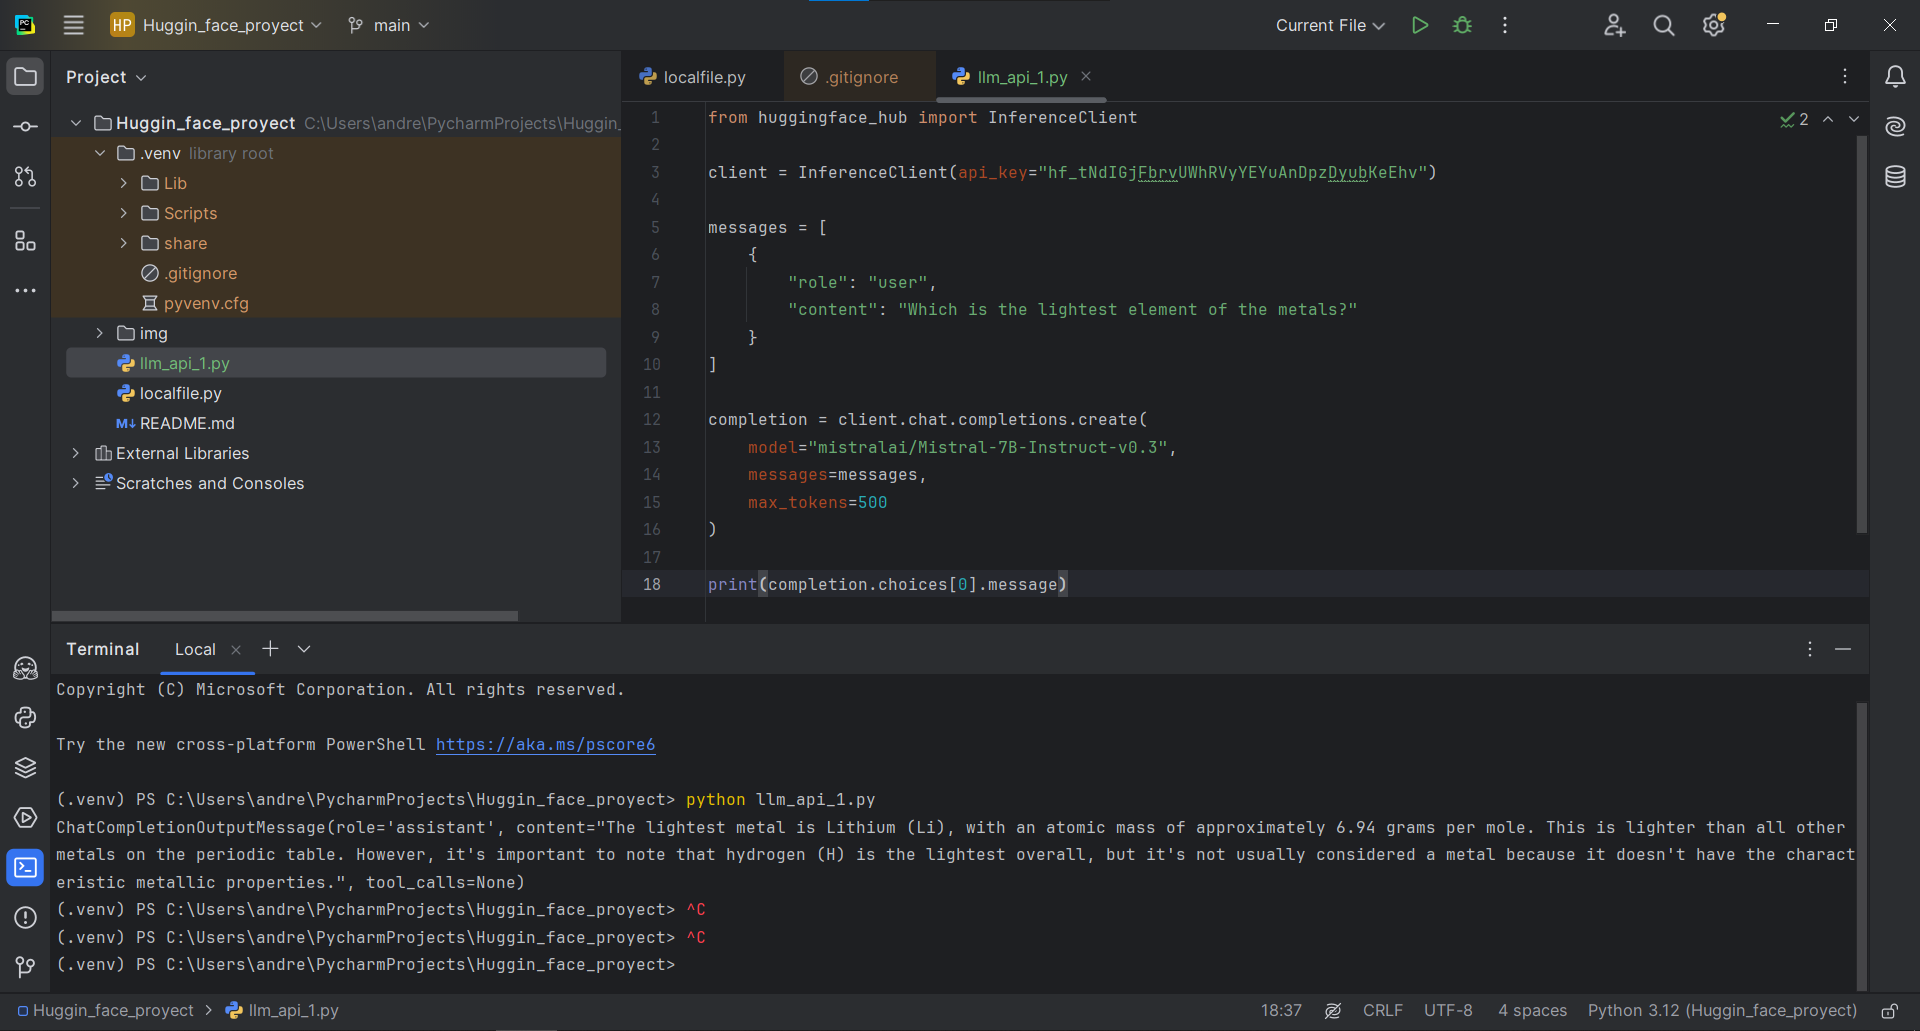 PC
HP Huggin_face_proyect
main
Current File
Project
Huggin_face_proyect C:\Users\andre\PycharmProjects\Huggin_
.venv library root
Lib
Scripts
share
.gitignore
pyvenv.cfg
img
llm_api_1.py
localfile.py
M↓ README.md
External Libraries
Scratches and Consoles
localfile.py
.gitignore
llm_api_1.py
2
1 from huggingface_hub import InferenceClient
2
3 client = InferenceClient(api_key="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")
4
5 messages = [
6 {
7 "role": "user",
8 "content": "Which is the lightest element of the metals?"
9 }
10 ]
11
12 completion = client.chat.completions.create(
13 model="mistralai/Mistral-7B-Instruct-v0.3",
14 messages=messages,
15 max_tokens=500
16 )
17
18 print(completion.choices[0].message)
Terminal
Local
Copyright (C) Microsoft Corporation. All rights reserved.
Try the new cross-platform PowerShell https://aka.ms/pscore6
(.venv) PS C:\Users\andre\PycharmProjects\Huggin_face_proyect> python llm_api_1.py
ChatCompletionOutputMessage(role='assistant', content="The lightest metal is Lithium (Li), with an atomic mass of approximately 6.94 grams per mole. This is lighter than all other
metals on the periodic table. However, it's important to note that hydrogen (H) is the lightest overall, but it's not usually considered a metal because it doesn't have the charact
eristic metallic properties.", tool_calls=None)
(.venv) PS C:\Users\andre\PycharmProjects\Huggin_face_proyect> ^C
(.venv) PS C:\Users\andre\PycharmProjects\Huggin_face_proyect> ^C
(.venv) PS C:\Users\andre\PycharmProjects\Huggin_face_proyect>
Huggin_face_proyect > llm_api_1.py
18:37
CRLF
UTF-8
4 spaces
Python 3.12 (Huggin_face_proyect)